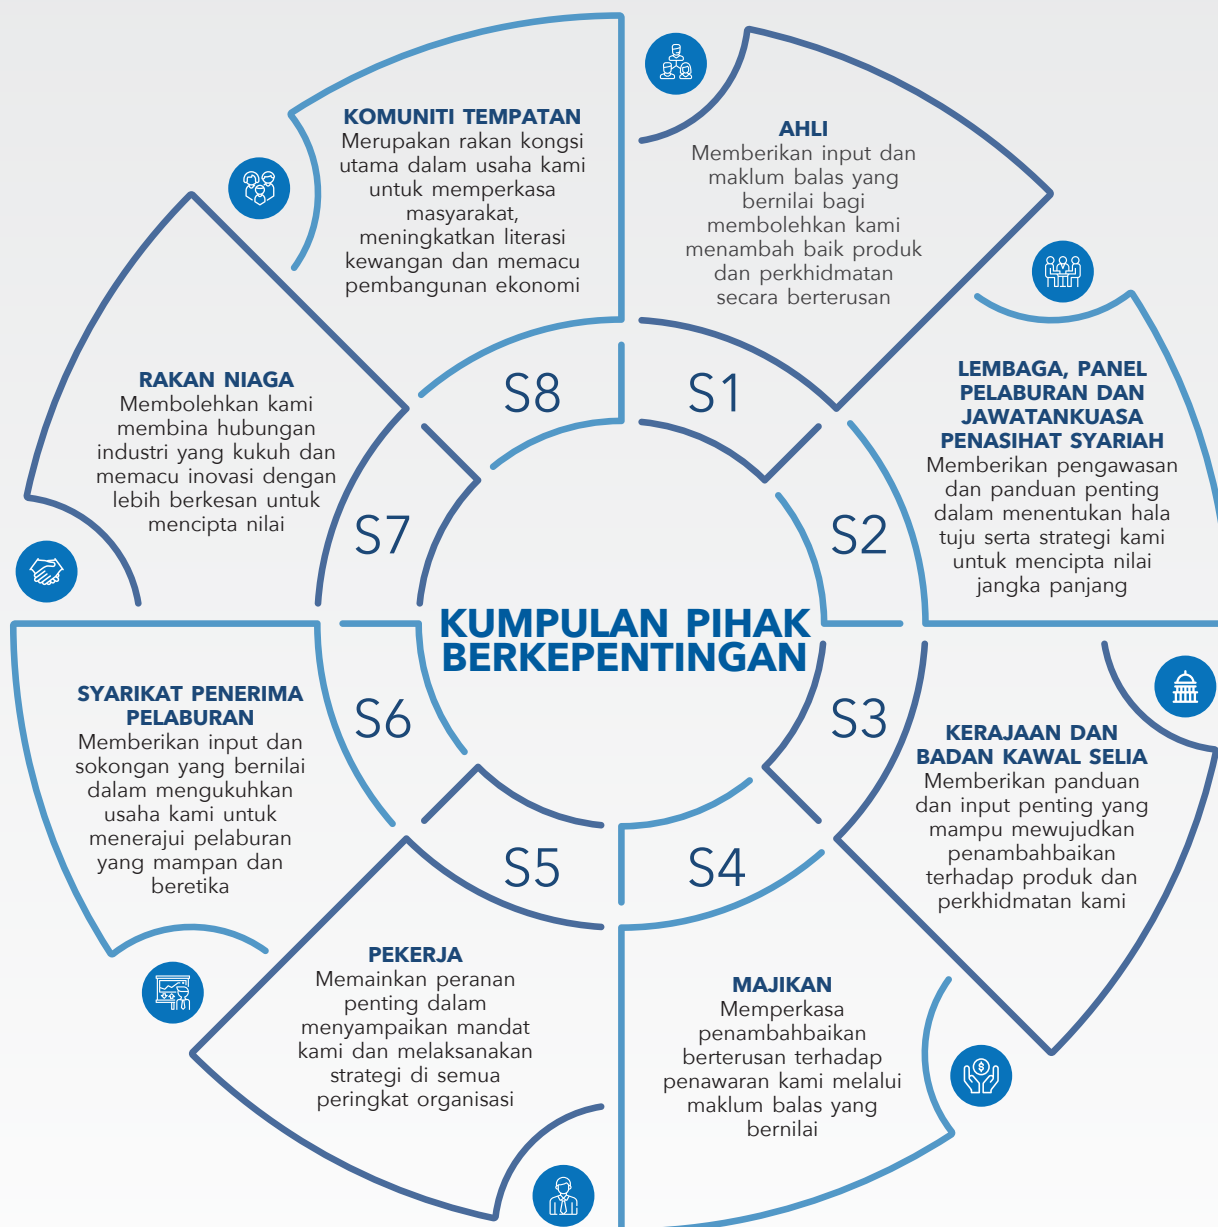 KUMPULAN PIHAK
BERKEPENTINGAN
S1
AHLI
Memberikan input dan
maklum balas yang
bernilai bagi
membolehkan kami
menambah baik produk
dan perkhidmatan
secara berterusan
S2
LEMBAGA, PANEL
PELABURAN DAN
JAWATANKUASA
PENASIHAT SYARIAH
Memberikan pengawasan
dan panduan penting
dalam menentukan hala
tuju serta strategi kami
untuk mencipta nilai
jangka panjang
S3
KERAJAAN DAN
BADAN KAWAL SELIA
Memberikan panduan
dan input penting yang
mampu mewujudkan
penambahbaikan
terhadap produk dan
perkhidmatan kami
S4
MAJIKAN
Memperkasa
penambahbaikan
berterusan terhadap
penawaran kami melalui
maklum balas yang
bernilai
S5
PEKERJA
Memainkan peranan
penting dalam
menyampaikan mandat
kami dan melaksanakan
strategi di semua
peringkat organisasi
S6
SYARIKAT PENERIMA
PELABURAN
Memberikan input dan
sokongan yang bernilai
dalam mengukuhkan
usaha kami untuk
menerajui pelaburan
yang mampan dan
beretika
S7
RAKAN NIAGA
Membolehkan kami
membina hubungan
industri yang kukuh dan
memacu inovasi dengan
lebih berkesan untuk
mencipta nilai
S8
KOMUNITI TEMPATAN
Merupakan rakan kongsi
utama dalam usaha kami
untuk memperkasa
masyarakat,
meningkatkan literasi
kewangan dan memacu
pembangunan ekonomi